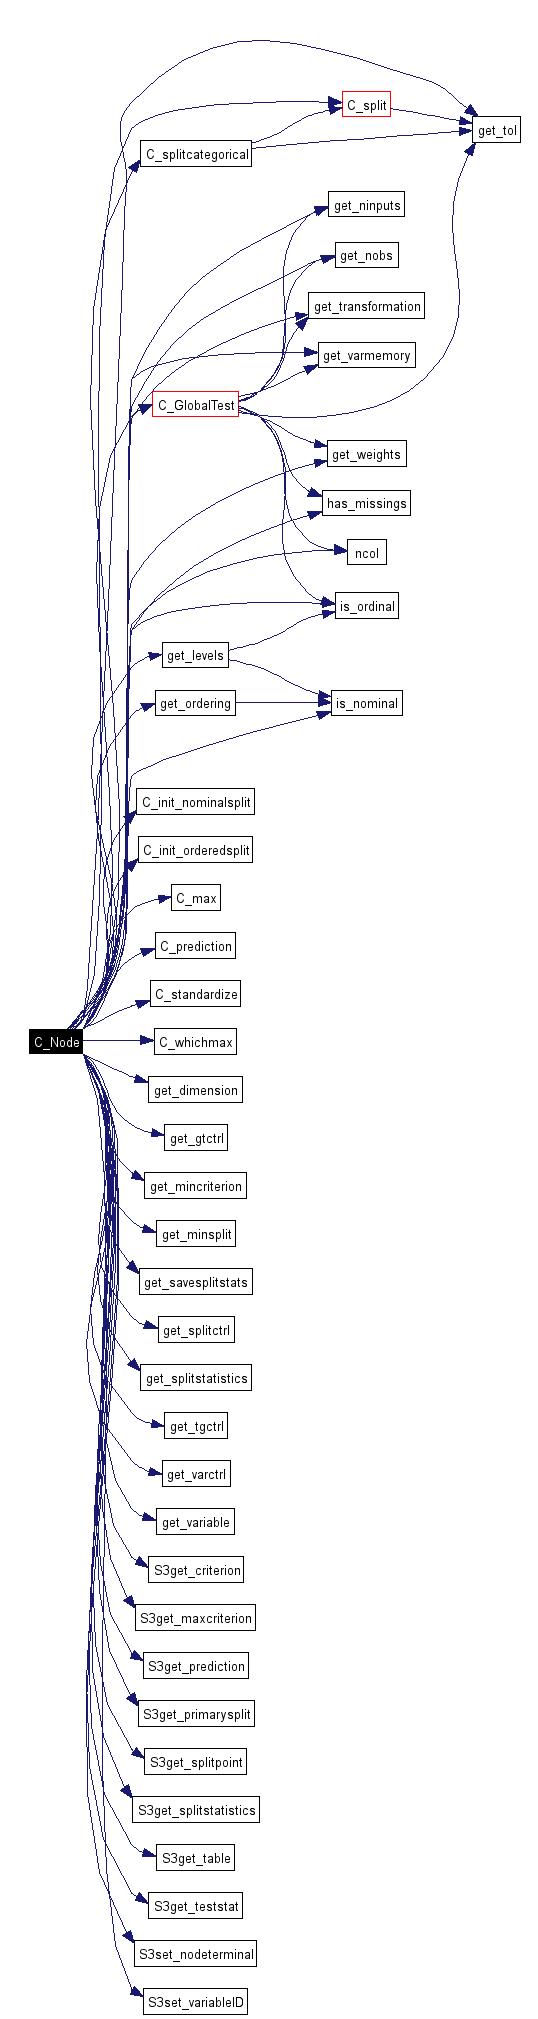 C_split
get_tol
C_splitcategorical
get_ninputs
get_nobs
get_transformation
get_varmemory
C_GlobalTest
get_weights
has_missings
ncol
is_ordinal
get_levels
get_ordering
is_nominal
C_init_nominalsplit
C_init_orderedsplit
C_max
C_prediction
C_standardize
C_Node
C_whichmax
get_dimension
get_gtctrl
get_mincriterion
get_minsplit
get_savesplitstats
get_splitctrl
get_splitstatistics
get_tgctrl
get_varctrl
get_variable
S3get_criterion
S3get_maxcriterion
S3get_prediction
S3get_primarysplit
S3get_splitpoint
S3get_splitstatistics
S3get_table
S3get_teststat
S3set_nodeterminal
S3set_variableID